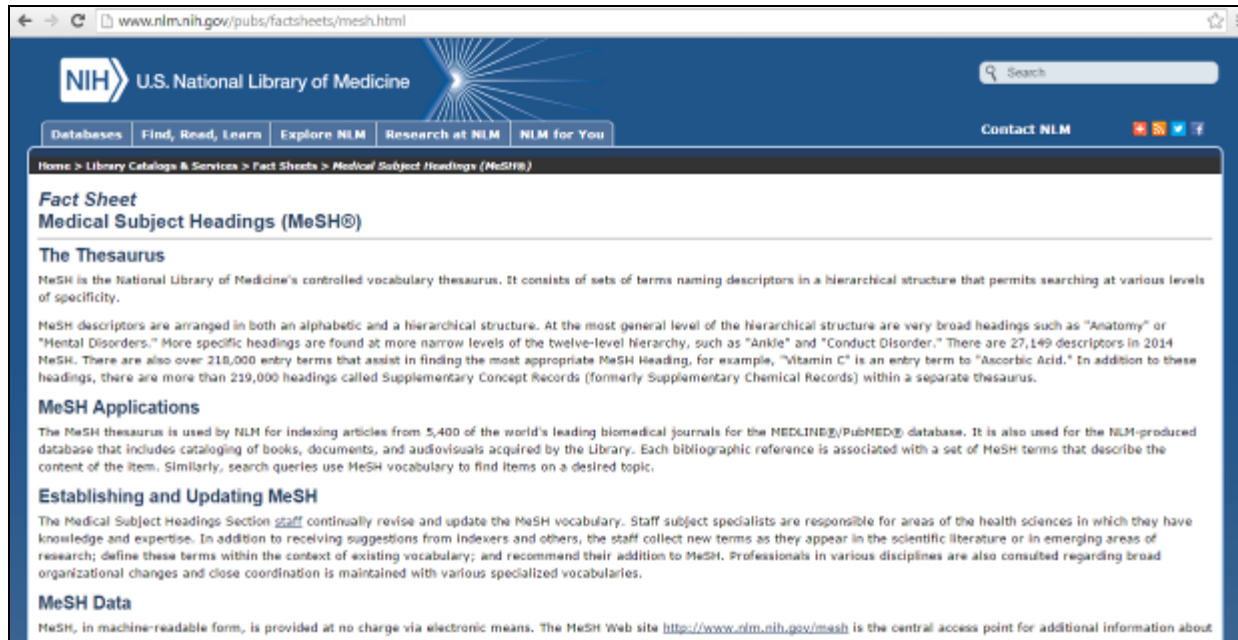 www.nlm.nih.gov/pubs/factsheets/mesh.html
NIH U.S. National Library of Medicine
Search
Databases Find, Read, Learn Explore NLM Research at NLM NLM for You Contact NLM
Home > Library Catalogs & Services > Fact Sheets > Medical Subject Headings (MeSH®)
Fact Sheet
Medical Subject Headings (MeSH®)
The Thesaurus
MeSH is the National Library of Medicine's controlled vocabulary thesaurus. It consists of sets of terms naming descriptors in a hierarchical structure that permits searching at various levels
of specificity.
MeSH descriptors are arranged in both an alphabetic and a hierarchical structure. At the most general level of the hierarchical structure are very broad headings such as "Anatomy" or
"Mental Disorders." More specific headings are found at more narrow levels of the twelve-level hierarchy, such as "Ankle" and "Conduct Disorder." There are 27,149 descriptors in 2014
MeSH. There are also over 218,000 entry terms that assist in finding the most appropriate MeSH Heading, for example, "Vitamin C" is an entry term to "Ascorbic Acid." In addition to these
headings, there are more than 219,000 headings called Supplementary Concept Records (formerly Supplementary Chemical Records) within a separate thesaurus.
MeSH Applications
The MeSH thesaurus is used by NLM for indexing articles from 5,400 of the world's leading biomedical journals for the MEDLINE®/PubMED® database. It is also used for the NLM-produced
database that includes cataloging of books, documents, and audiovisuals acquired by the Library. Each bibliographic reference is associated with a set of MeSH terms that describe the
content of the item. Similarly, search queries use MeSH vocabulary to find items on a desired topic.
Establishing and Updating MeSH
The Medical Subject Headings Section staff continually revise and update the MeSH vocabulary. Staff subject specialists are responsible for areas of the health sciences in which they have
knowledge and expertise. In addition to receiving suggestions from indexers and others, the staff collect new terms as they appear in the scientific literature or in emerging areas of
research; define these terms within the context of existing vocabulary; and recommend their addition to MeSH. Professionals in various disciplines are also consulted regarding broad
organizational changes and close coordination is maintained with various specialized vocabularies.
MeSH Data
MeSH, in machine-readable form, is provided at no charge via electronic means. The MeSH Web site http://www.nlm.nih.gov/mesh is the central access point for additional information about